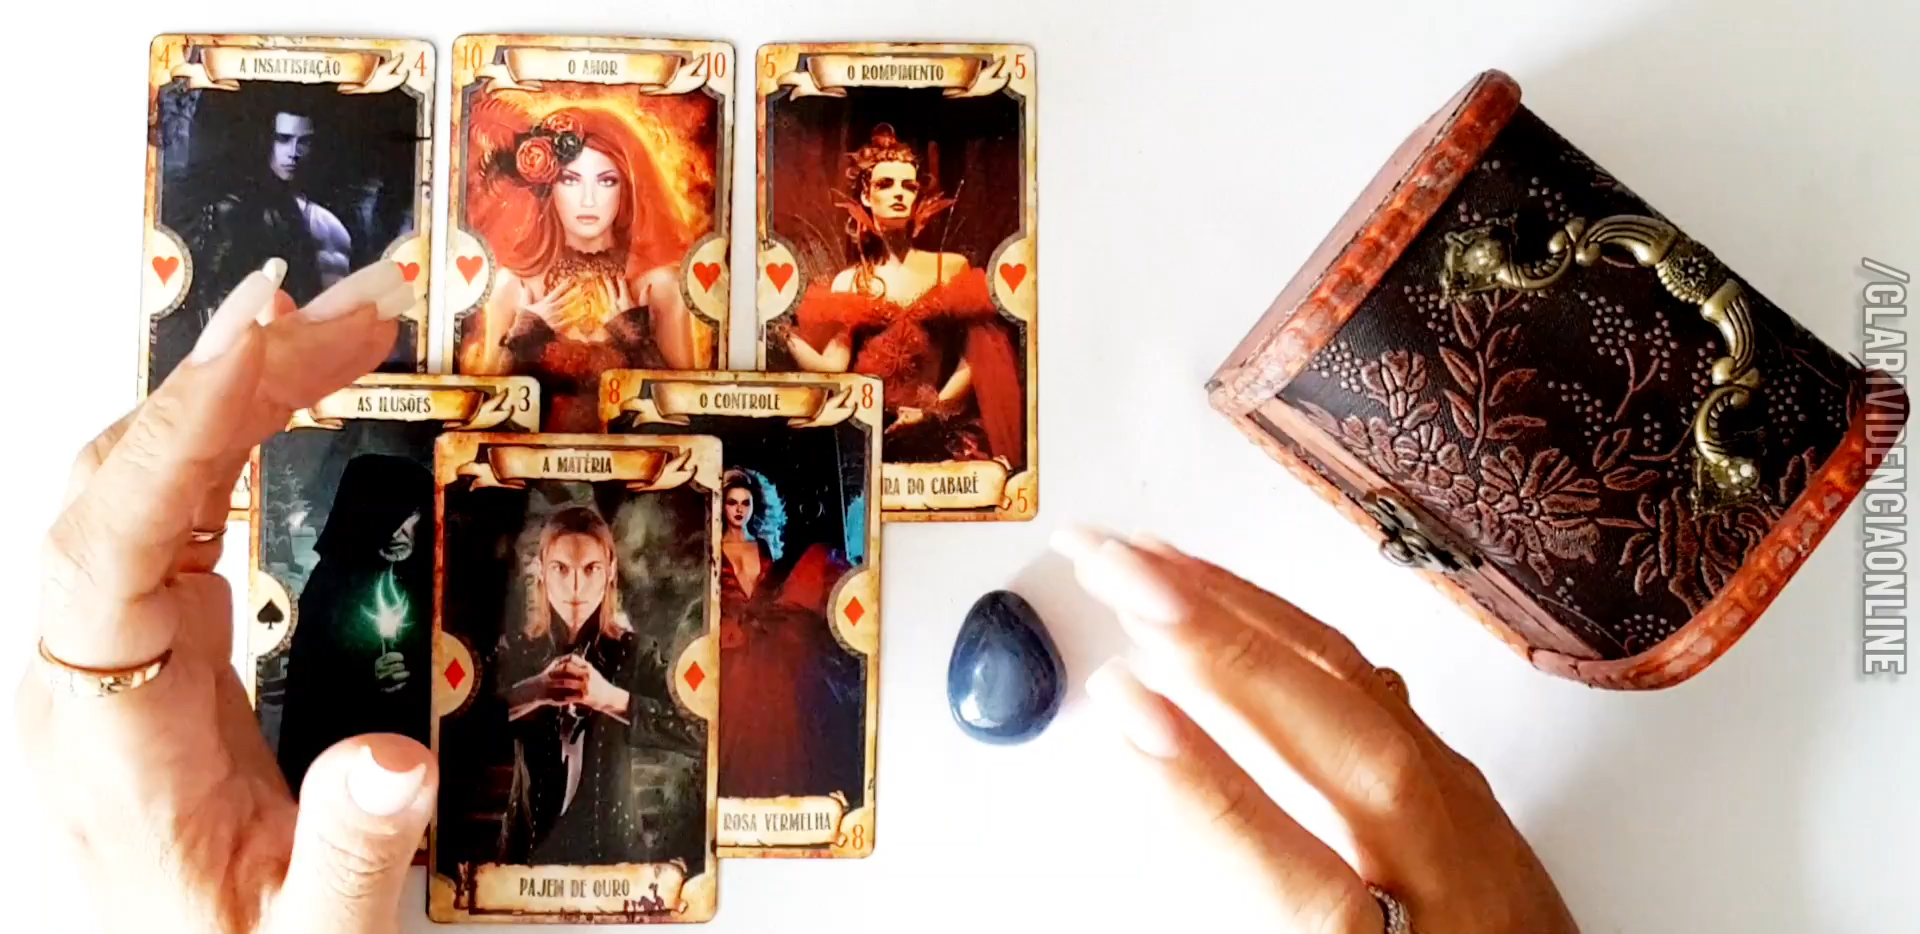 4 A INSATISFAÇÃO 4
10 O AMOR 10
5 O ROMPIMENTO 5
AS ILUSÕES 3
8 O CONTROLE 8
A MATÉRIA
RA DO CABARÉ
5
ROSA VERMELHA
8
PAJEM DE OURO
/CLARIVIDENCIAONLINE